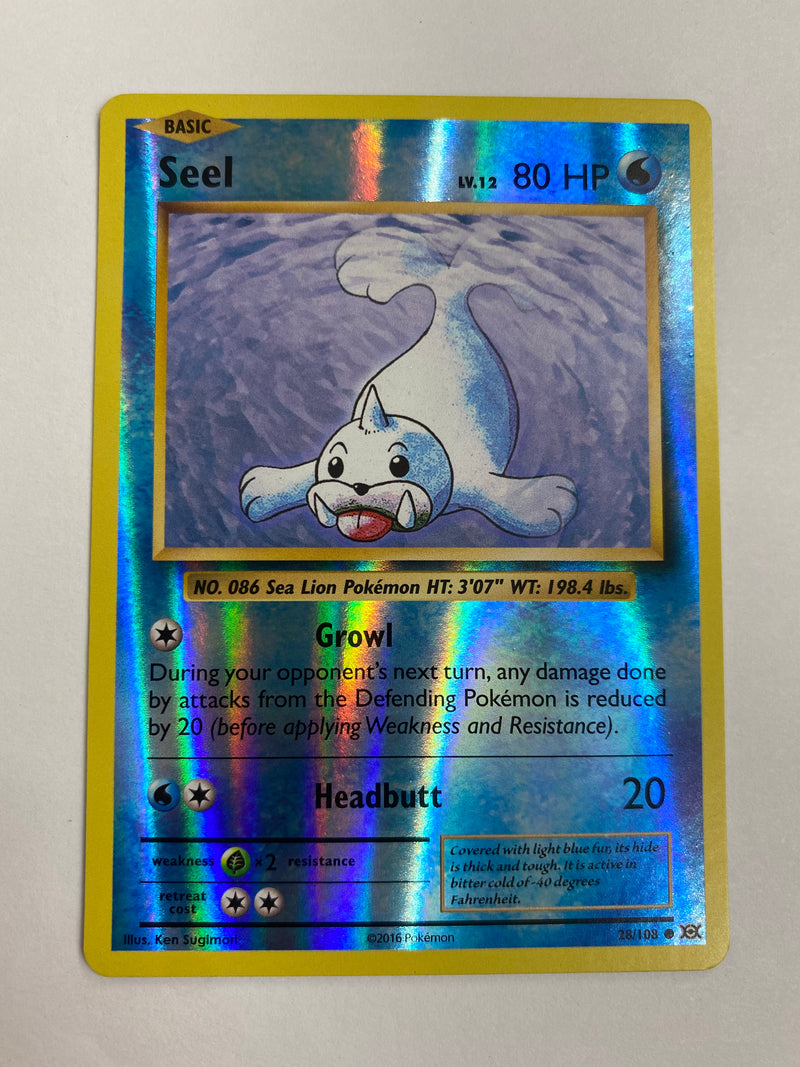 BASIC
Seel LV.12 80 HP
NO. 086 Sea Lion Pokémon HT: 3'07" WT: 198.4 lbs.
Growl
During your opponent's next turn, any damage done
by attacks from the Defending Pokémon is reduced
by 20 (before applying Weakness and Resistance).
Headbutt 20
weakness ×2 resistance
Covered with light blue fur, its hide
is thick and tough. It is active in
bitter cold of -40 degrees
Fahrenheit.
retreat
cost
Illus. Ken Sugimori ©2016 Pokémon 28/108